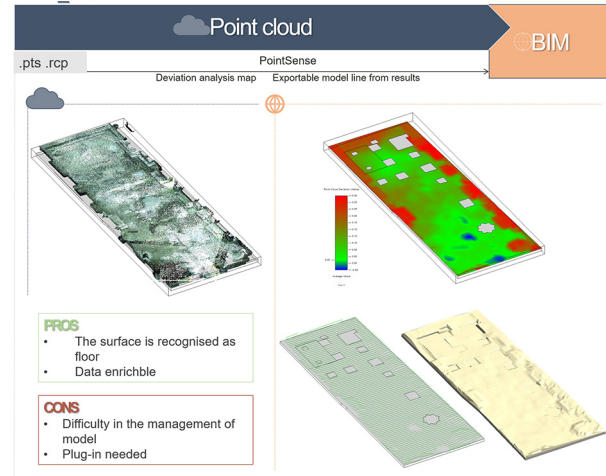 Point cloud
BIM
.pts .rcp
PointSense
Deviation analysis map
Exportable model line from results
PROS
• The surface is recognised as
floor
• Data enrichble
CONS
• Difficulty in the management of
model
• Plug-in needed